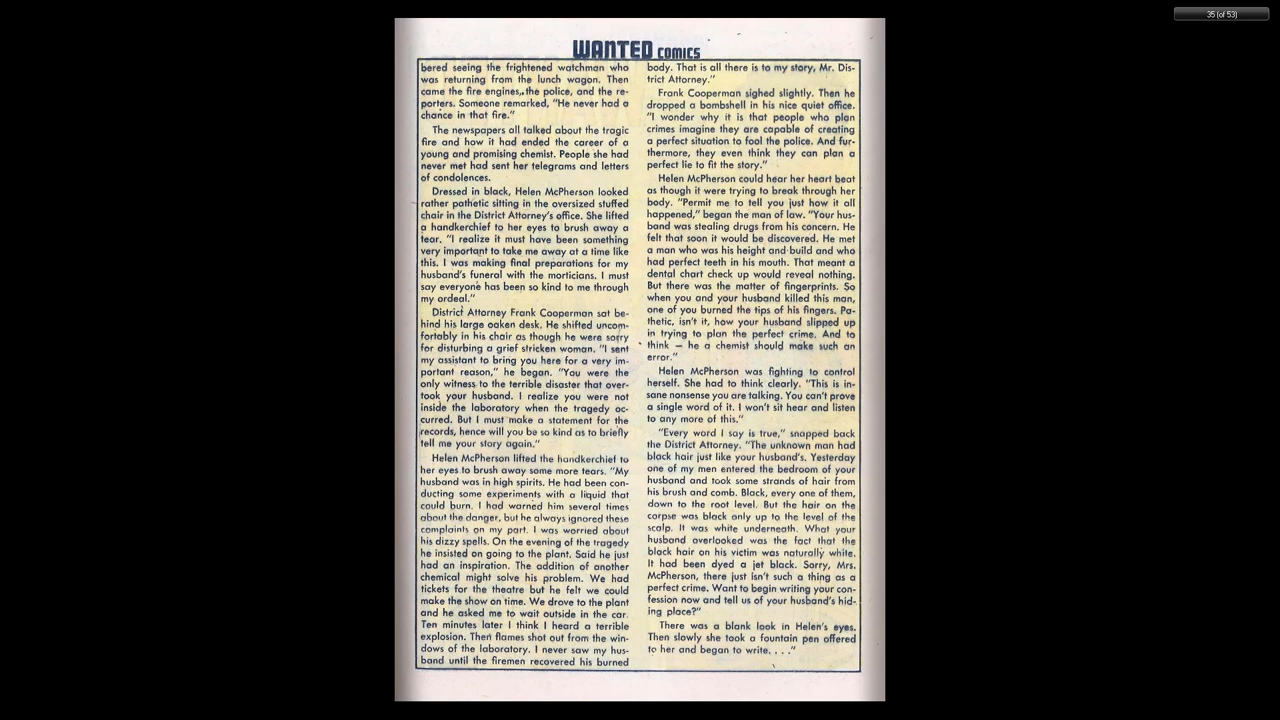 35 (of 53)
WANTED COMICS
bered seeing the frightened watchman who
was returning from the lunch wagon. Then
came the fire engines, the police, and the re-
porters. Someone remarked, "He never had a
chance in that fire."
The newspapers all talked about the tragic
fire and how it had ended the career of a
young and promising chemist. People she had
never met had sent her telegrams and letters
of condolences.
Dressed in black, Helen McPherson looked
rather pathetic sitting in the oversized stuffed
chair in the District Attorney's office. She lifted
a handkerchief to her eyes to brush away a
tear. "I realize it must have been something
very important to take me away at a time like
this. I was making final preparations for my
husband's funeral with the morticians. I must
say everyone has been so kind to me through
my ordeal."
District Attorney Frank Cooperman sat be-
hind his large oaken desk. He shifted uncom-
fortably in his chair as though he were sorry
for disturbing a grief stricken woman. "I sent
my assistant to bring you here for a very im-
portant reason," he began. "You were the
only witness to the terrible disaster that over-
took your husband. I realize you were not
inside the laboratory when the tragedy oc-
curred. But I must make a statement for the
records, hence will you be so kind as to briefly
tell me your story again."
Helen McPherson lifted the handkerchief to
her eyes to brush away some more tears. "My
husband was in high spirits. He had been con-
ducting some experiments with a liquid that
could burn. I had warned him several times
about the danger, but he always ignored these
complaints on my part. I was worried about
his dizzy spells. On the evening of the tragedy
he insisted on going to the plant. Said he just
had an inspiration. The addition of another
chemical might solve his problem. We had
tickets for the theatre but he felt we could
make the show on time. We drove to the plant
and he asked me to wait outside in the car.
Ten minutes later I think I heard a terrible
explosion. Then flames shot out from the win-
dows of the laboratory. I never saw my hus-
band until the firemen recovered his burned
body. That is all there is to my story, Mr. Dis-
trict Attorney."
Frank Cooperman sighed slightly. Then he
dropped a bombshell in his nice quiet office.
"I wonder why it is that people who plan
crimes imagine they are capable of creating
a perfect situation to fool the police. And fur-
thermore, they even think they can plan a
perfect lie to fit the story."
Helen McPherson could hear her heart beat
as though it were trying to break through her
body. "Permit me to tell you just how it all
happened," began the man of law. "Your hus-
band was stealing drugs from his concern. He
felt that soon it would be discovered. He met
a man who was his height and build and who
had perfect teeth in his mouth. That meant a
dental chart check up would reveal nothing.
But there was the matter of fingerprints. So
when you and your husband killed this man,
one of you burned the tips of his fingers. Pa-
thetic, isn't it, how your husband slipped up
in trying to plan the perfect crime. And to
think — he a chemist should make such an
error."
Helen McPherson was fighting to control
herself. She had to think clearly. "This is in-
sane nonsense you are talking. You can't prove
a single word of it. I won't sit hear and listen
to any more of this."
"Every word I say is true," snapped back
the District Attorney. "The unknown man had
black hair just like your husband's. Yesterday
one of my men entered the bedroom of your
husband and took some strands of hair from
his brush and comb. Black, every one of them,
down to the root level. But the hair on the
corpse was black only up to the level of the
scalp. It was white underneath. What your
husband overlooked was the fact that the
black hair on his victim was naturally white.
It had been dyed a jet black. Sorry, Mrs.
McPherson, there just isn't such a thing as a
perfect crime. Want to begin writing your con-
fession now and tell us of your husband's hid-
ing place?"
There was a blank look in Helen's eyes.
Then slowly she took a fountain pen offered
to her and began to write. . . ."